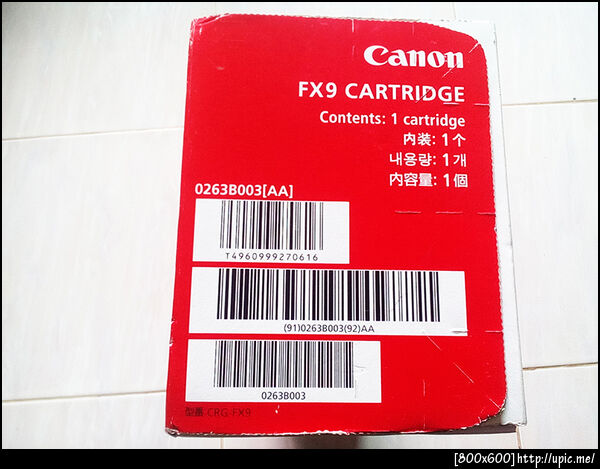 Canon
FX9 CARTRIDGE
Contents: 1 cartridge
内装: 1个
내용량: 1개
内容量: 1個
0263B003[AA]
T4960999270616
(91)0263B003(92)AA
0263B003
型番:CRG-FX9
[800x600]http://upic.me/